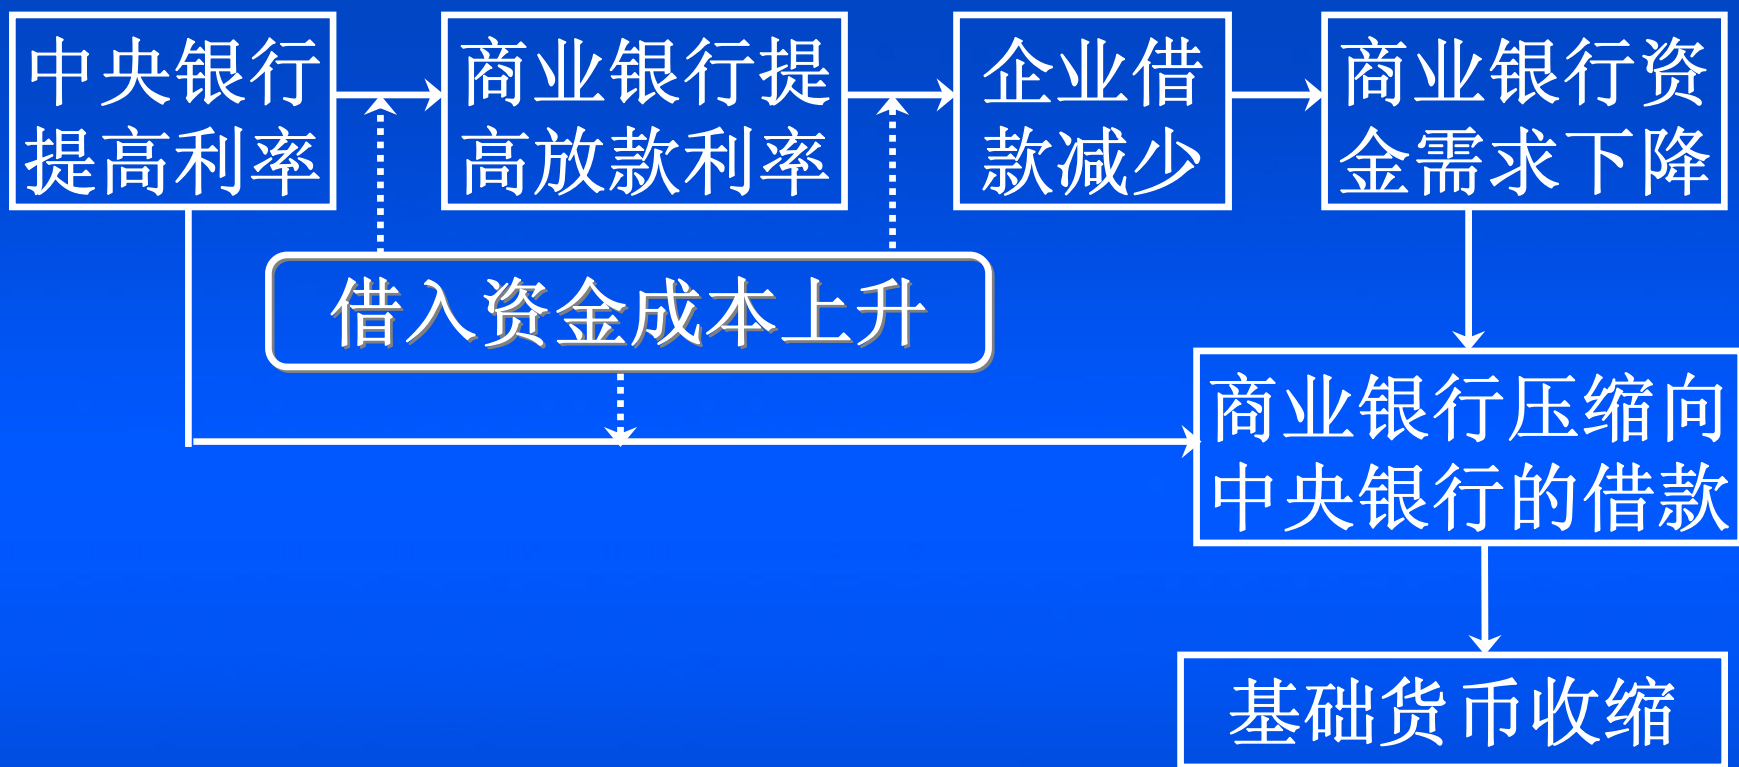 中央银行
提高利率
商业银行提
高放款利率
企业借
款减少
商业银行资
金需求下降
借入资金成本上升
商业银行压缩向
中央银行的借款
基础货币收缩